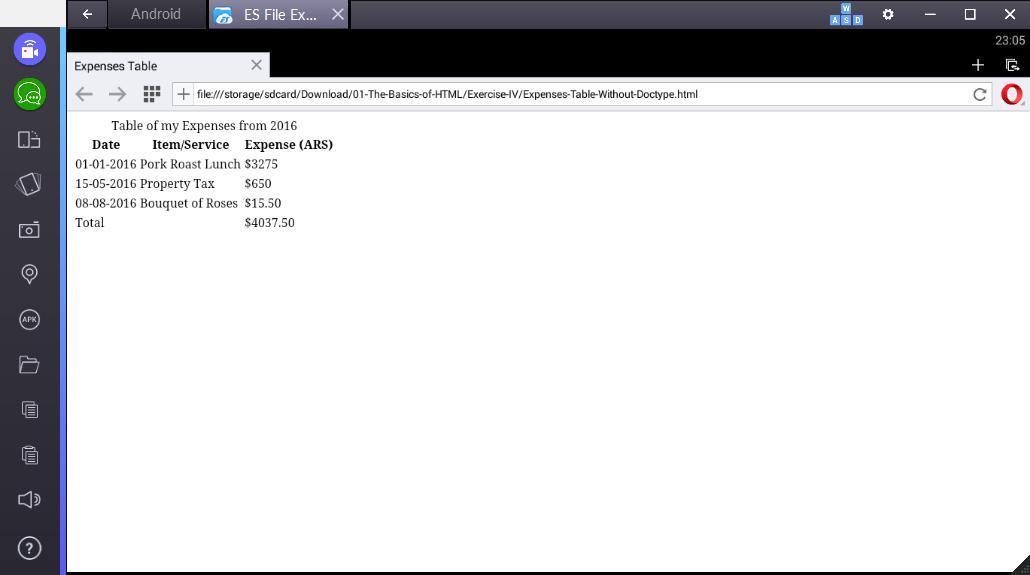 Android
ES File Ex...
W
A S D
23:05
Expenses Table
file:///storage/sdcard/Download/01-The-Basics-of-HTML/Exercise-IV/Expenses-Table-Without-Doctype.html
Table of my Expenses from 2016
Date Item/Service Expense (ARS)
01-01-2016 Pork Roast Lunch $3275
15-05-2016 Property Tax $650
08-08-2016 Bouquet of Roses $15.50
Total $4037.50
APK
?